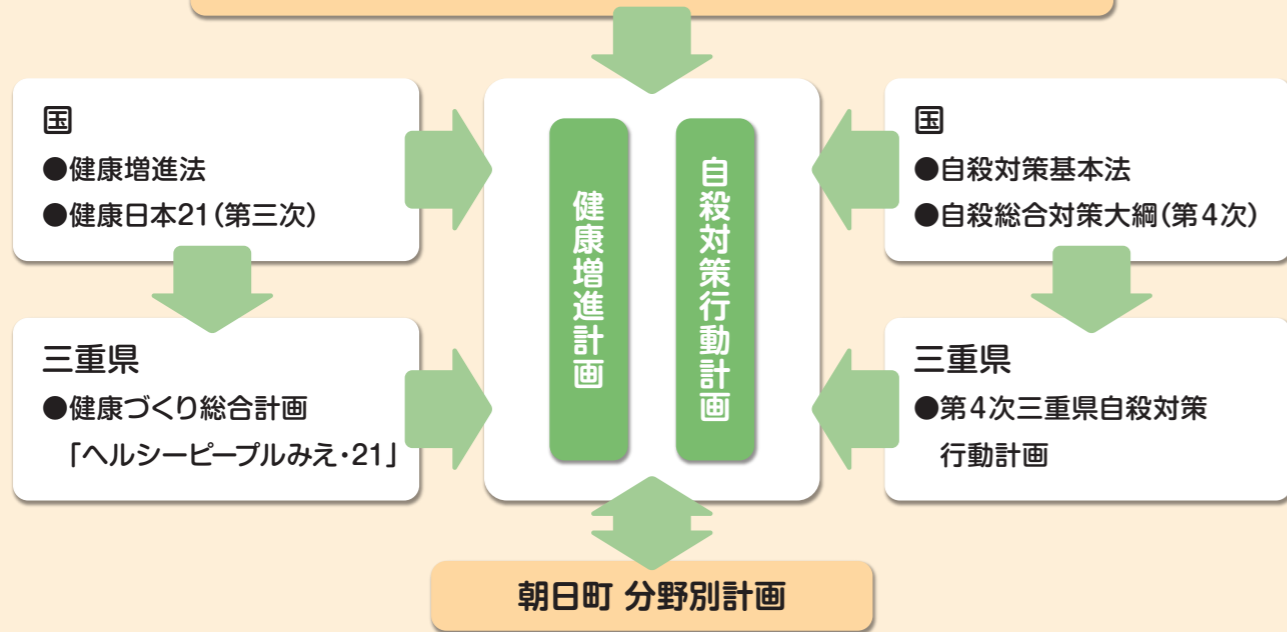 国
●健康増進法
●健康日本21(第三次)
三重県
●健康づくり総合計画
「ヘルシーピープルみえ・21」
健康増進計画
自殺対策行動計画
国
●自殺対策基本法
●自殺総合対策大綱(第4次)
三重県
●第4次三重県自殺対策
行動計画
朝日町 分野別計画